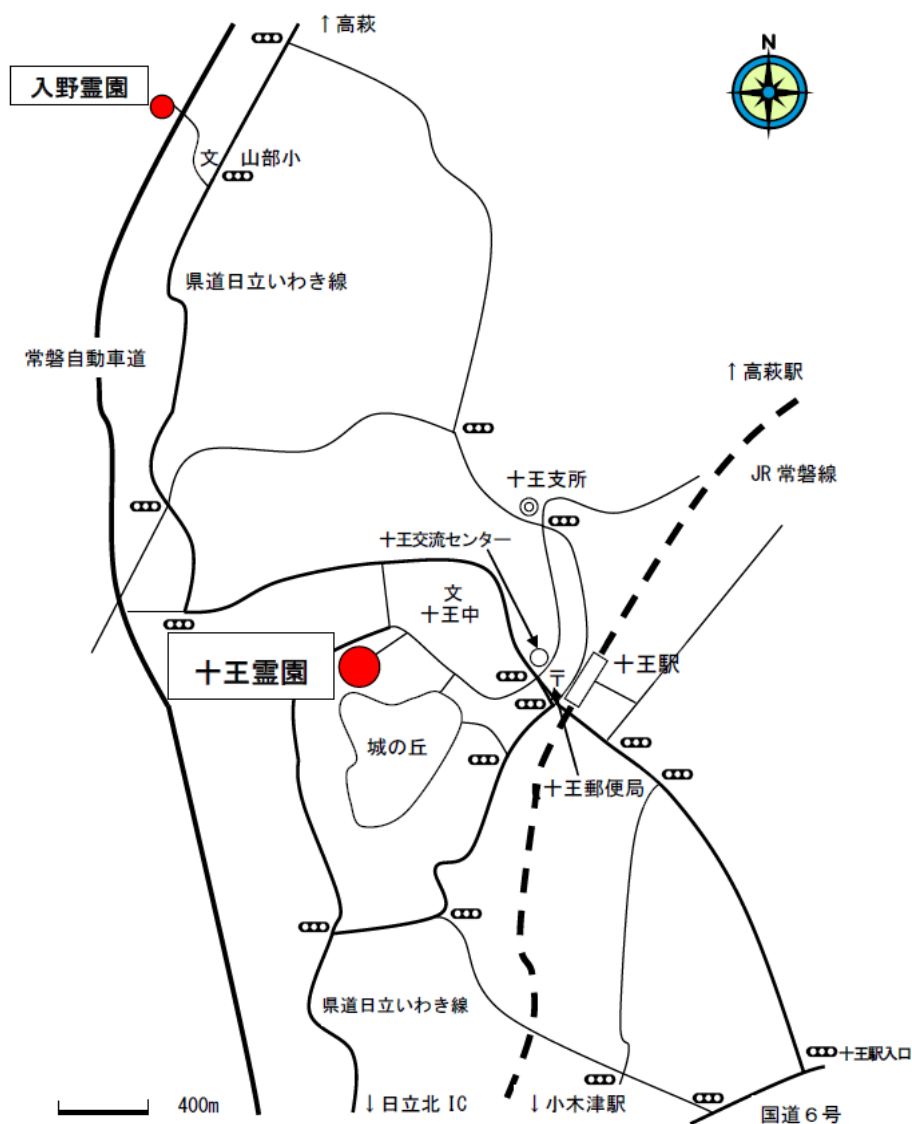 ↑高萩
N
入野霊園
文 山部小
県道日立いわき線
常磐自動車道
↑高萩駅
JR 常磐線
十王支所
十王交流センター
文
十王中
十王霊園
〒
十王駅
城の丘
十王郵便局
県道日立いわき線
十王駅入口
400m
↓日立北 IC
↓小木津駅
国道６号